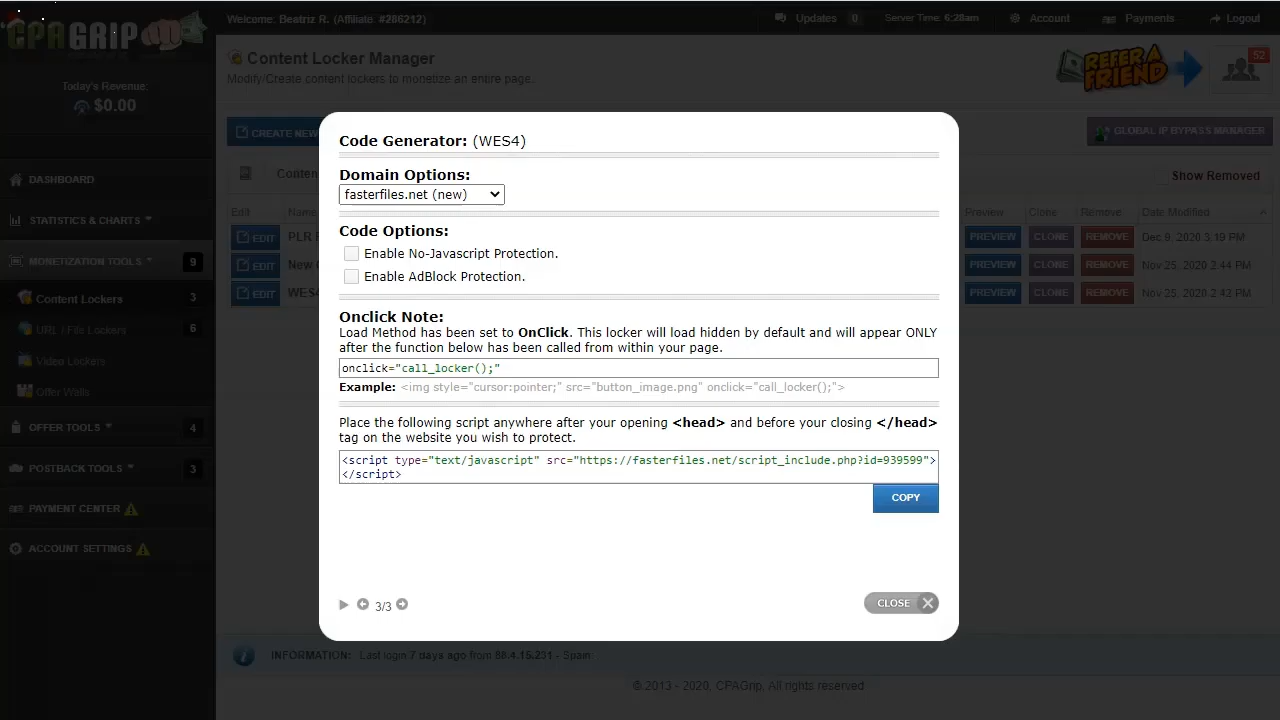 CPAGRIP
Welcome: Beatriz R. (Affiliate: #286212)
Updates 0
Server Time: 6:28am
Account
Payments
Logout
Today's Revenue:
$0.00
Content Locker Manager
Modify/Create content lockers to monetize an entire page.
REFER A FRIEND
52
CREATE NEW
GLOBAL IP BYPASS MANAGER
Show Removed
Edit
Name
Preview
Clone
Remove
Date Modified
EDIT
PREVIEW
CLONE
REMOVE
Dec 9, 2020 3:19 PM
EDIT
PREVIEW
CLONE
REMOVE
Nov 25, 2020 2:44 PM
EDIT
PREVIEW
CLONE
REMOVE
Nov 25, 2020 2:42 PM
DASHBOARD
STATISTICS & CHARTS
MONETIZATION TOOLS 9
Content Lockers 3
URL / File Lockers 6
Video Lockers
Offer Walls
OFFER TOOLS 4
POSTBACK TOOLS 3
PAYMENT CENTER
ACCOUNT SETTINGS
Code Generator: (WES4)
Domain Options:
fasterfiles.net (new)
Code Options:
Enable No-Javascript Protection.
Enable AdBlock Protection.
Onclick Note:
Load Method has been set to OnClick. This locker will load hidden by default and will appear ONLY
after the function below has been called from within your page.
onclick="call_locker();"
Example: <img style="cursor:pointer;" src="button_image.png" onclick="call_locker();">
Place the following script anywhere after your opening <head> and before your closing </head>
tag on the website you wish to protect.
<script type="text/javascript" src="https://fasterfiles.net/script_include.php?id=939599">
</script>
COPY
3/3
CLOSE
INFORMATION: Last login 7 days ago from 88.4.15.231 - Spain
© 2013 - 2020, CPAGrip, All rights reserved